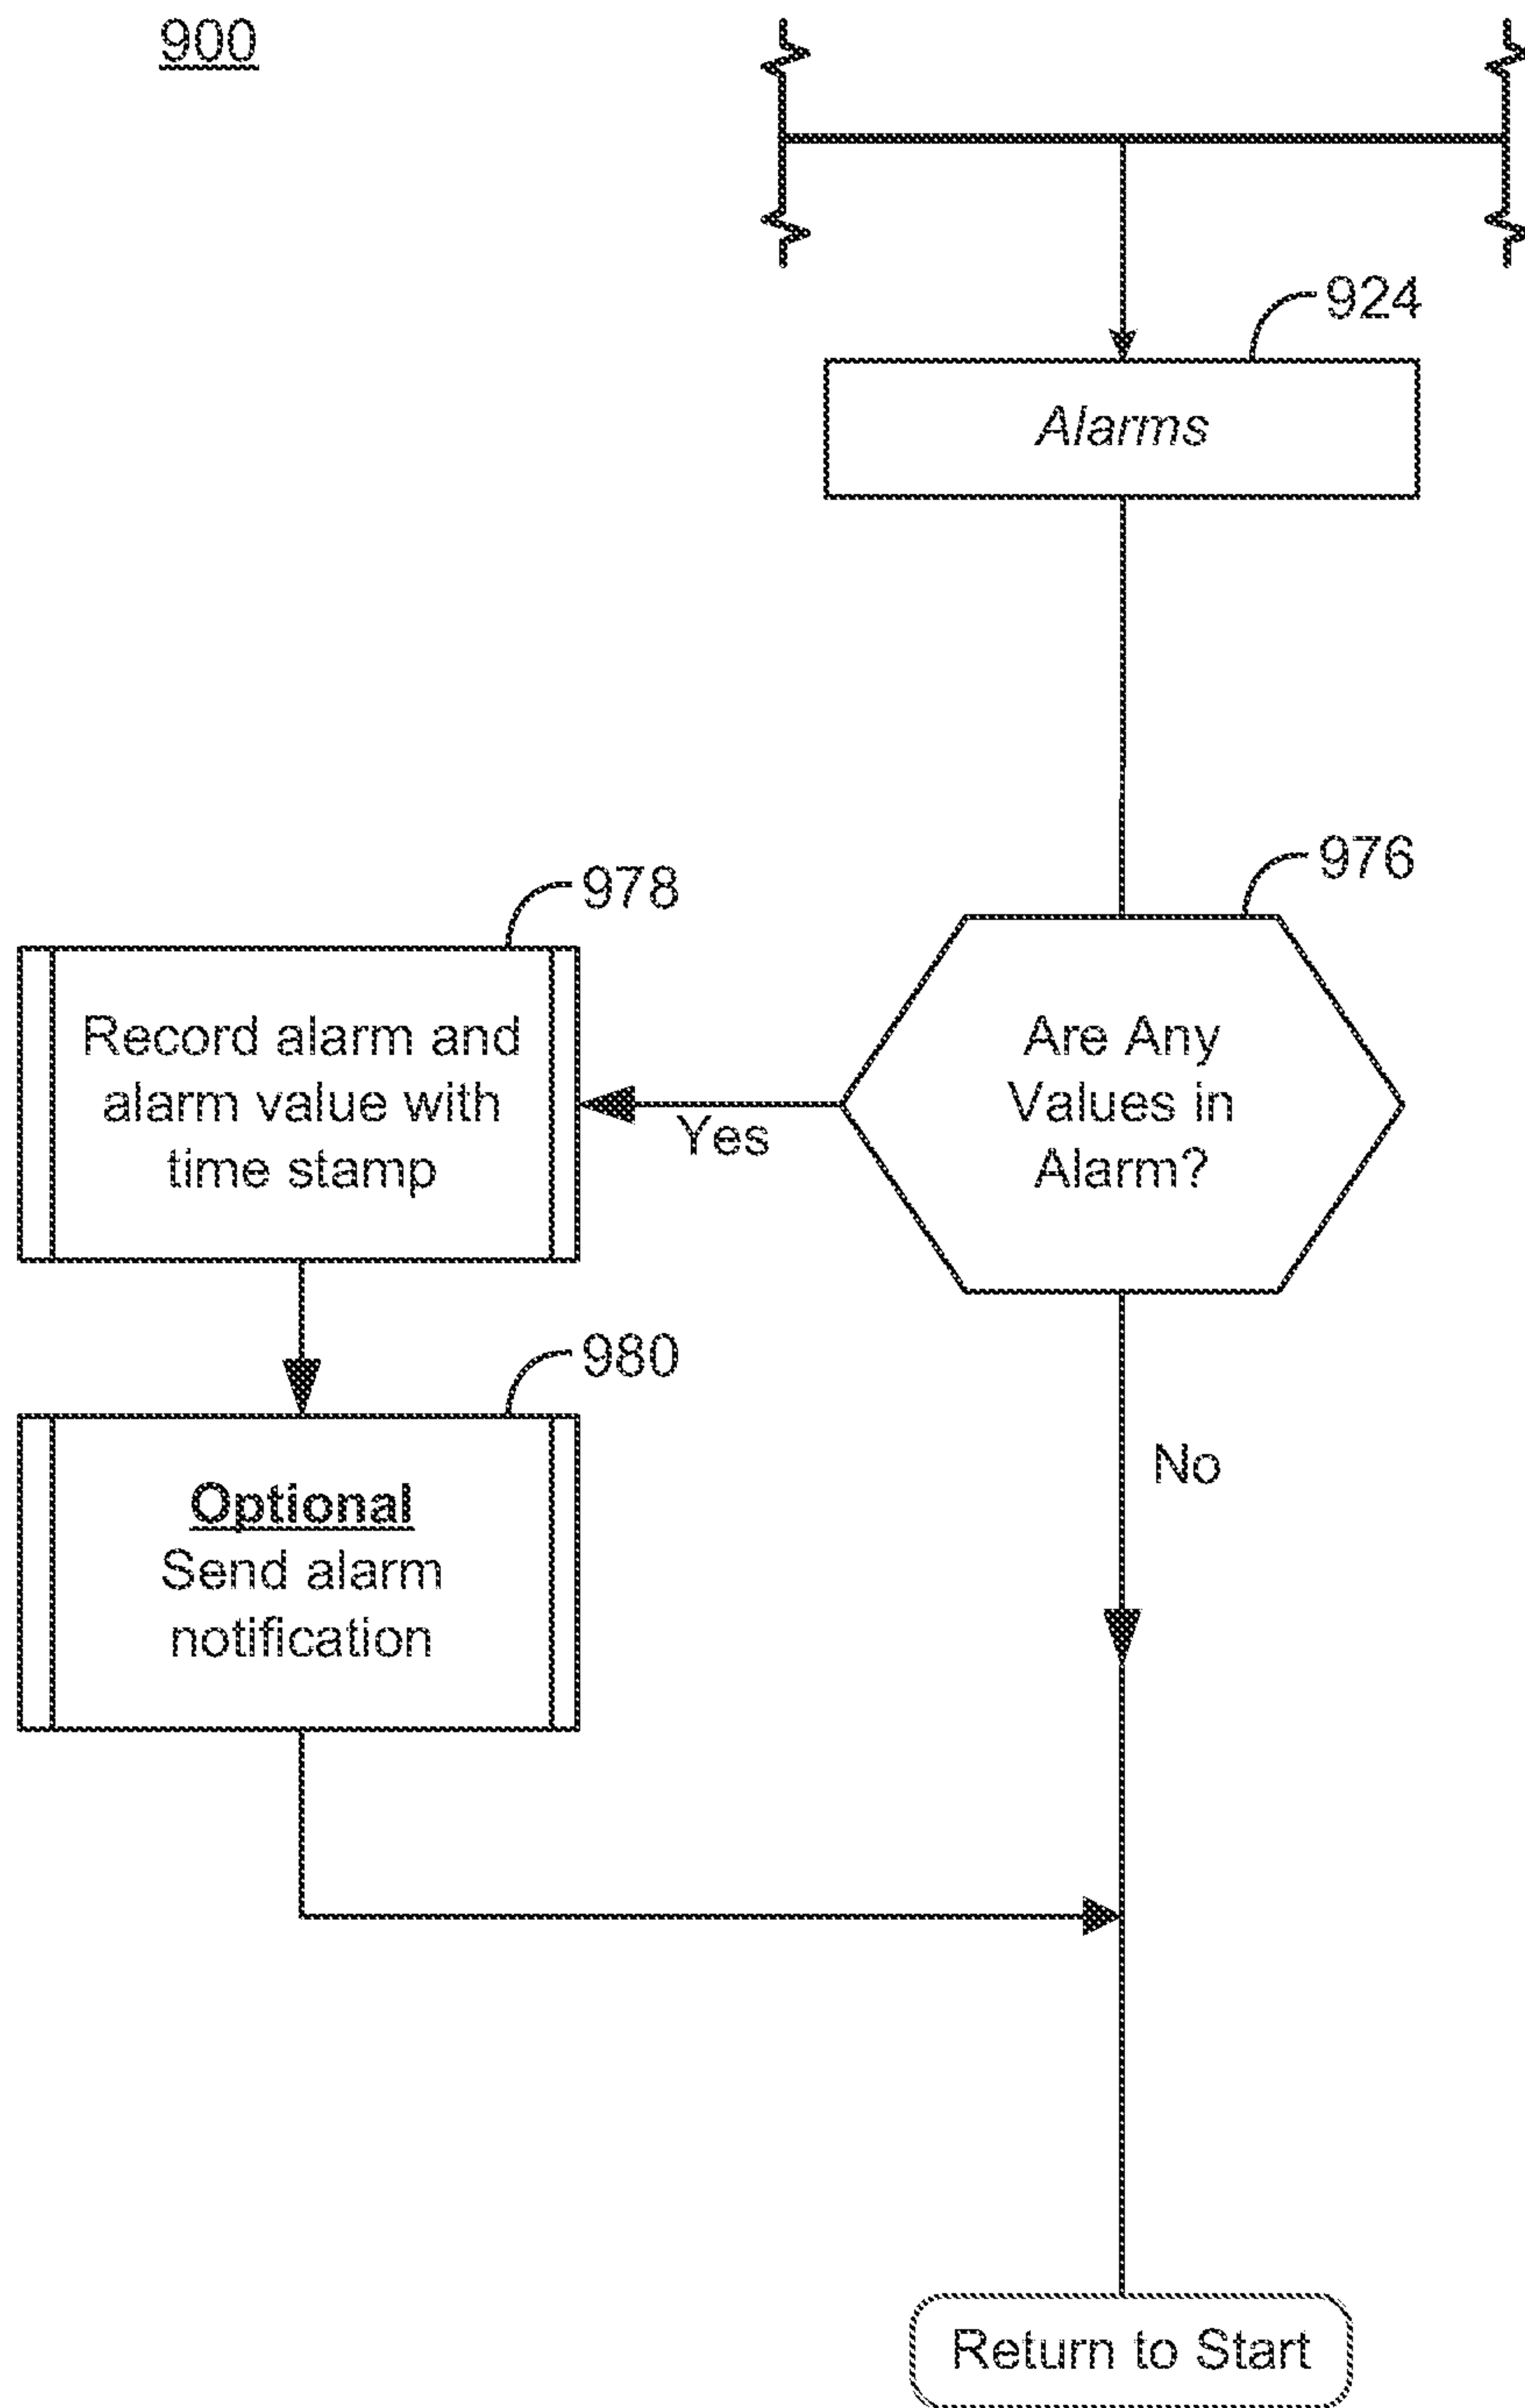 900
924
Alarms
976
978
Record alarm and
alarm value with
time stamp
Are Any
Values in
Alarm?
Yes
980
Optional
Send alarm
notification
No
Return to Start